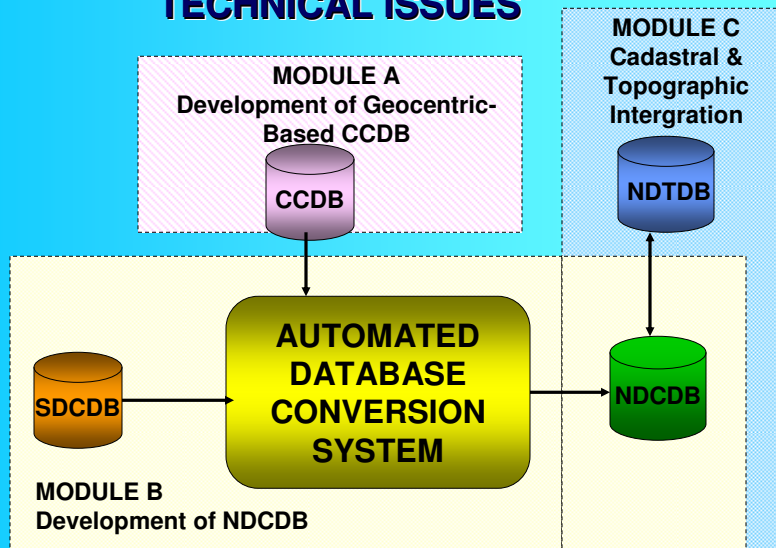 TECHNICAL ISSUES
MODULE A
Development of Geocentric-
Based CCDB
CCDB
MODULE C
Cadastral &
Topographic
Intergration
NDTDB
SDCDB
AUTOMATED
DATABASE
CONVERSION
SYSTEM
NDCDB
MODULE B
Development of NDCDB